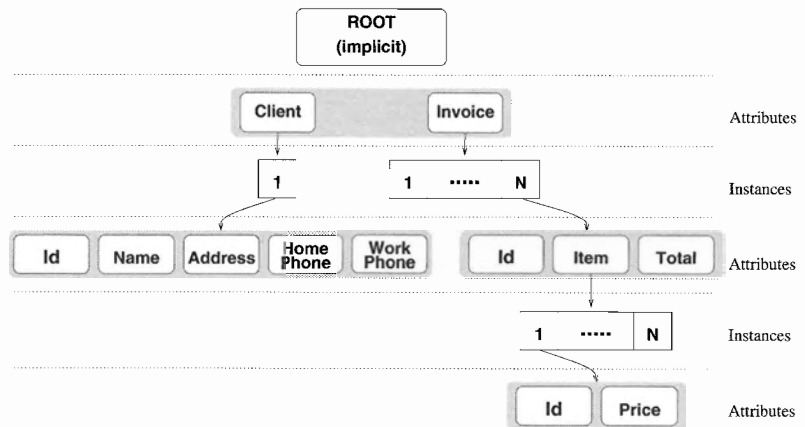 ROOT
(implicit)
Client
Invoice
Attributes
1
1 ..... N
Instances
Id
Name
Address
Home
Phone
Work
Phone
Id
Item
Total
Attributes
1 ..... N
Instances
Id
Price
Attributes